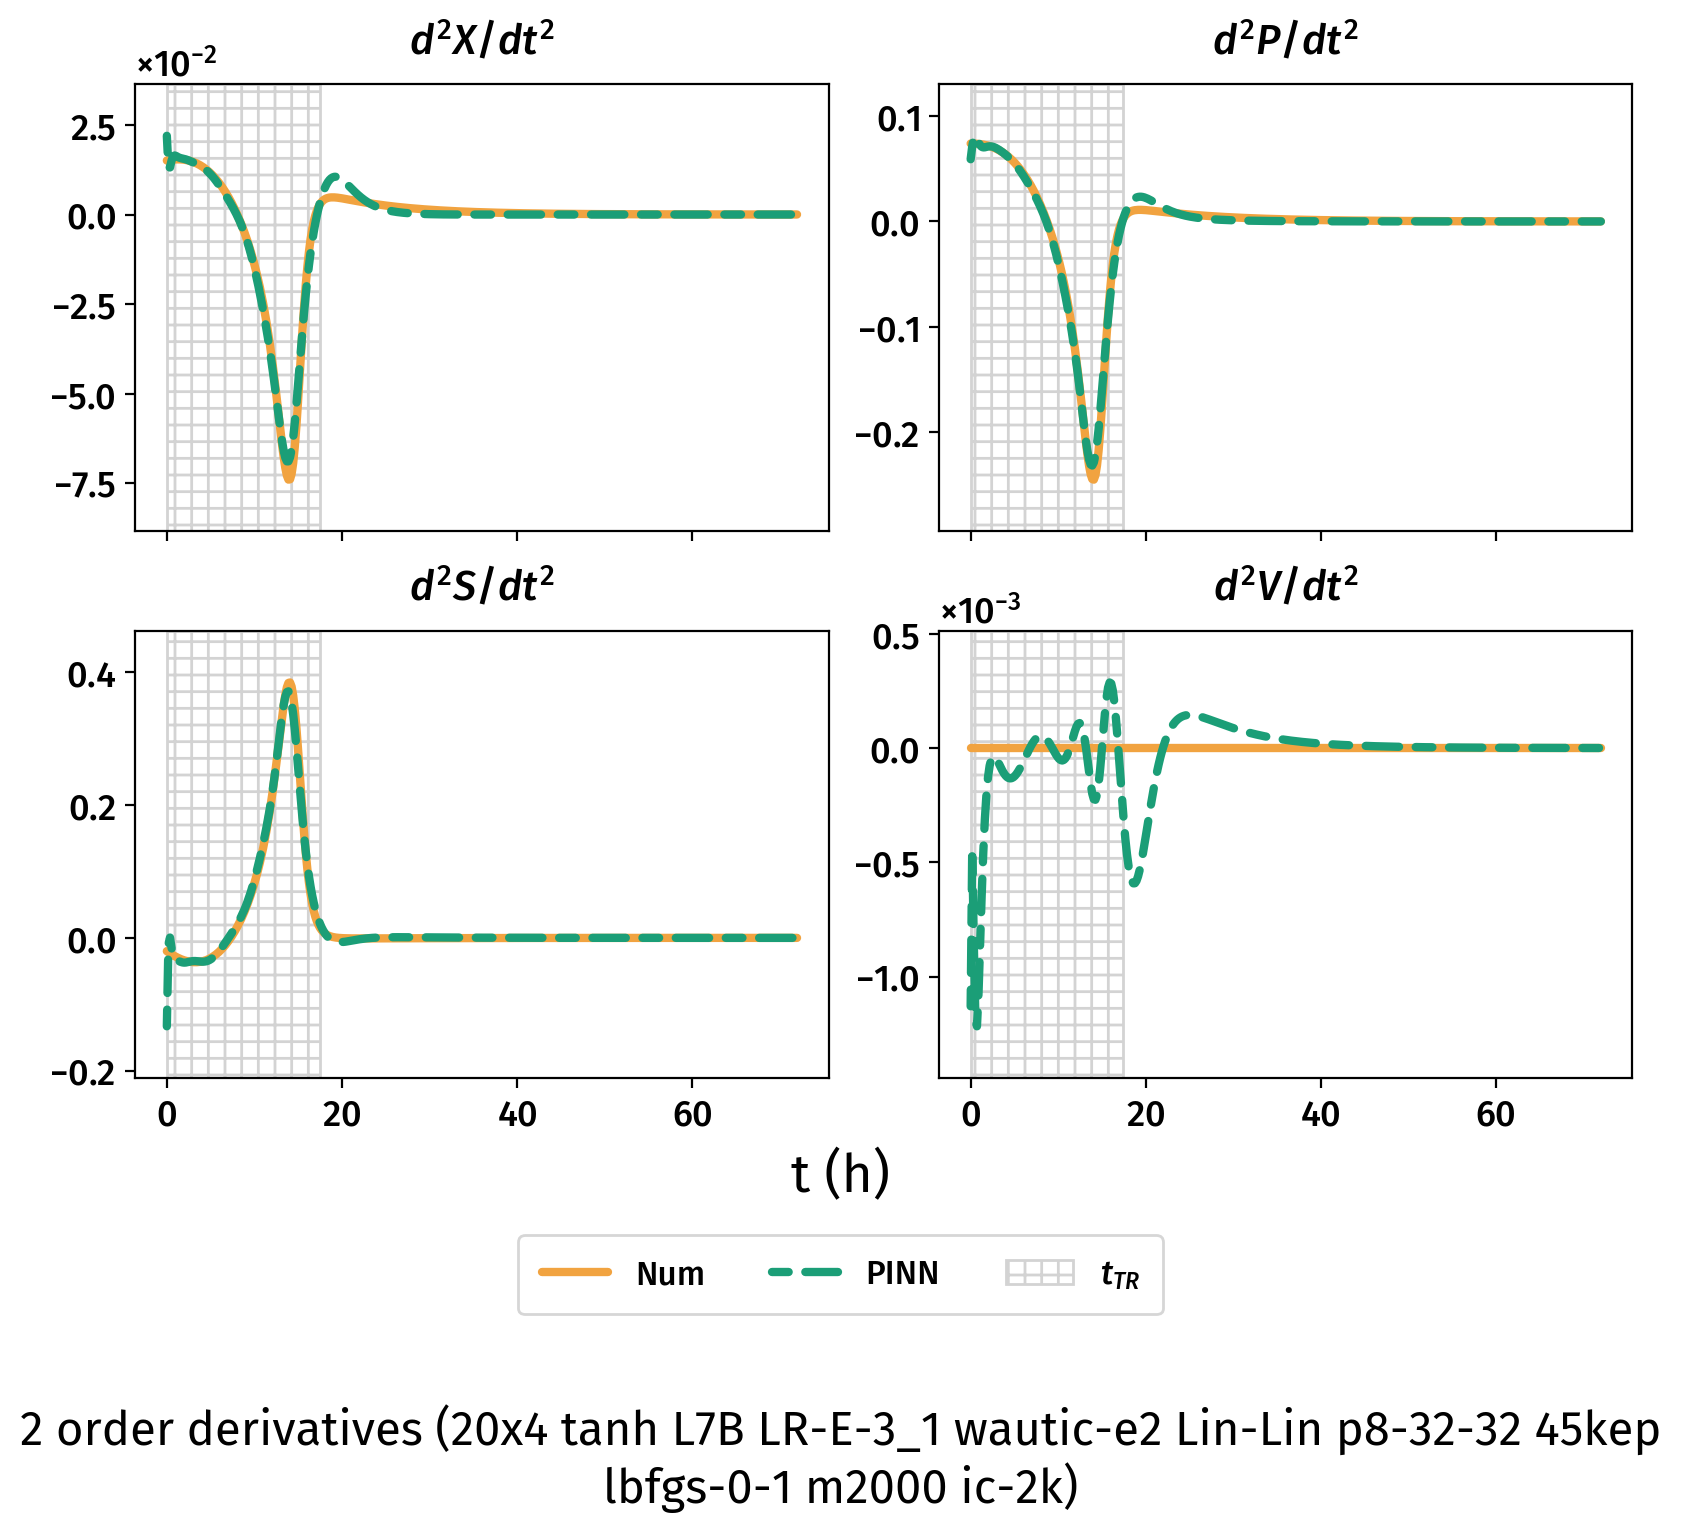 d²X/dt²
d²P/dt²
×10⁻²
2.5
0.0
−2.5
−5.0
−7.5
0.1
0.0
−0.1
−0.2
d²S/dt²
d²V/dt²
×10⁻³
0.4
0.2
0.0
−0.2
0.5
0.0
−0.5
−1.0
0 20 40 60
0 20 40 60
t (h)
Num PINN t_TR
2 order derivatives (20x4 tanh L7B LR-E-3_1 wautic-e2 Lin-Lin p8-32-32 45kep
lbfgs-0-1 m2000 ic-2k)